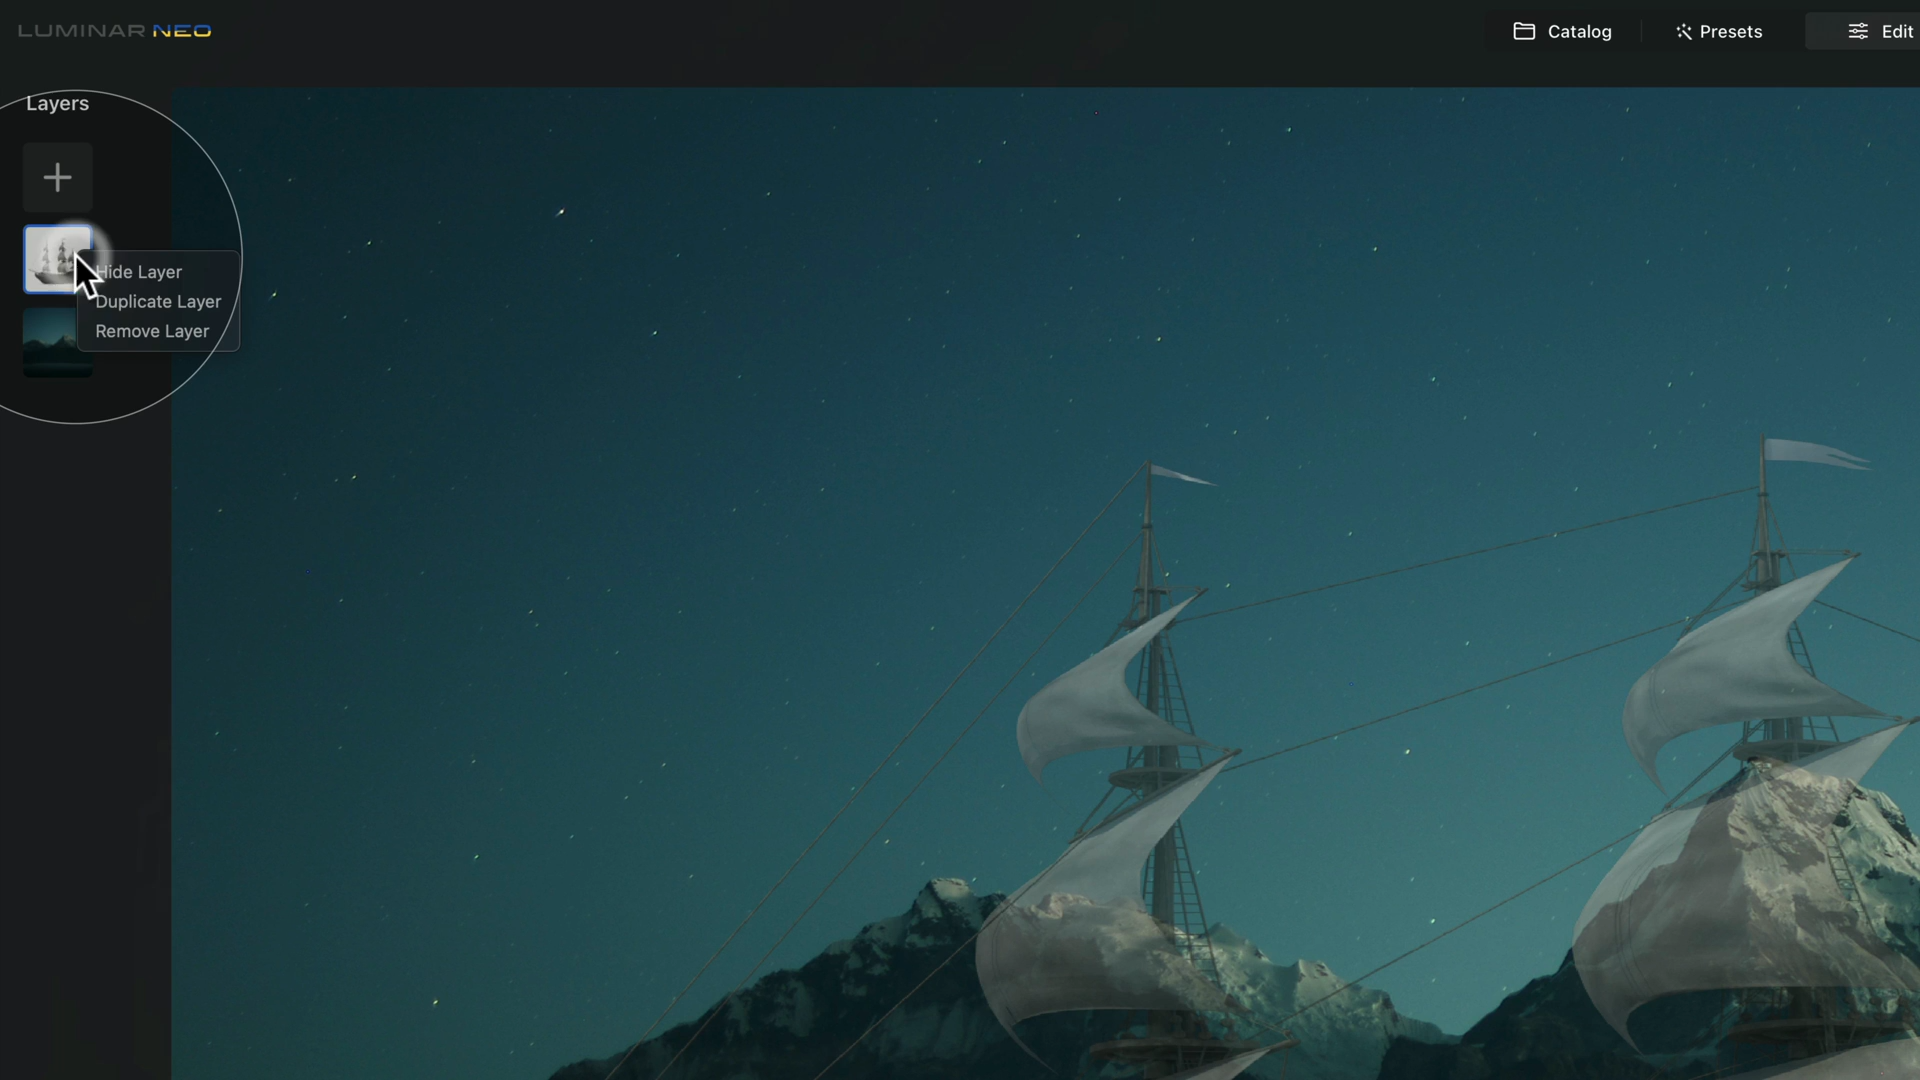 LUMINAR NEO
Catalog
Presets
Edit
Layers
Hide Layer
Duplicate Layer
Remove Layer